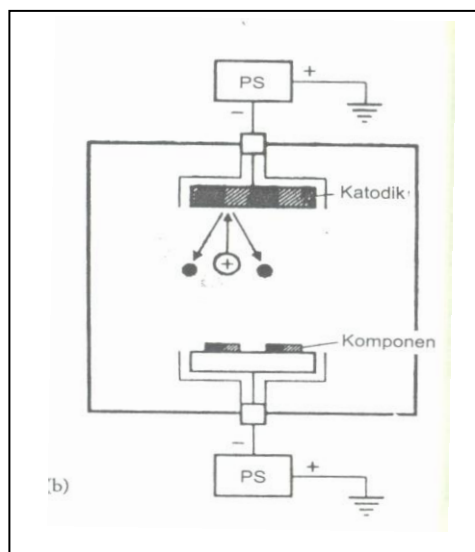 PS
+
−
Katodik
+
Komponen
−
PS
+
(b)